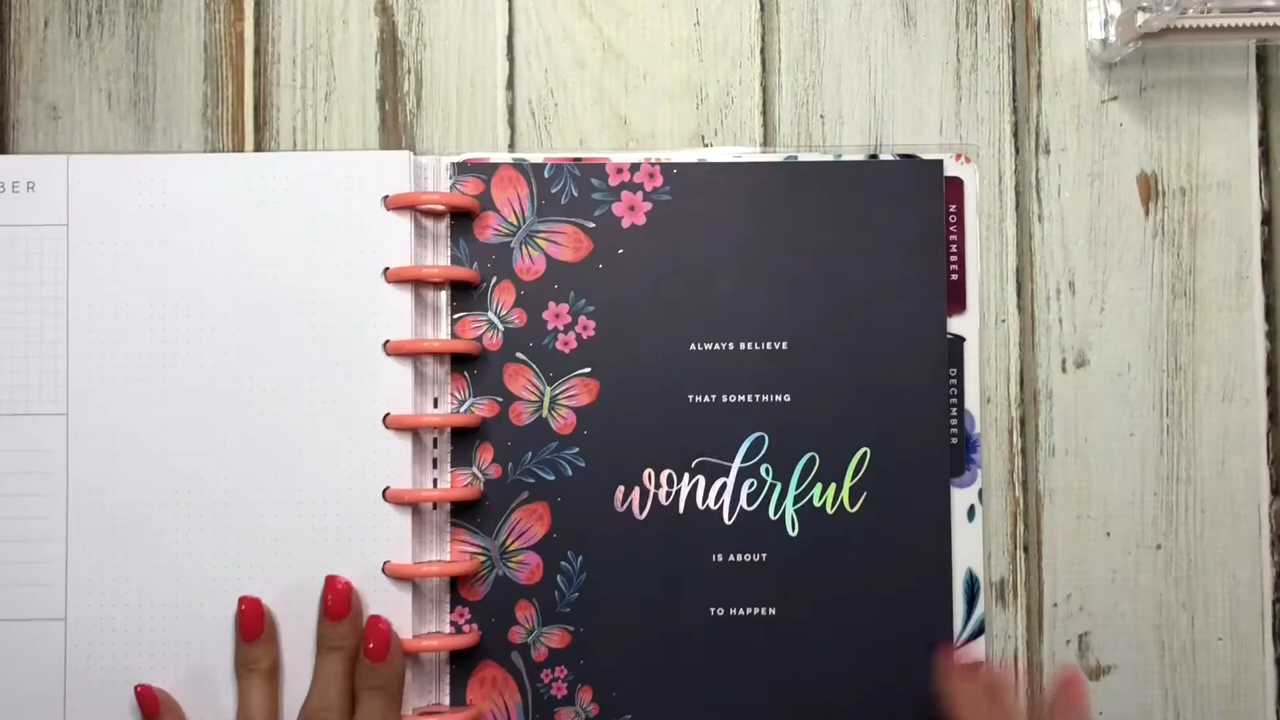 BER
ALWAYS BELIEVE
THAT SOMETHING
wonderful
IS ABOUT
TO HAPPEN
NOVEMBER
DECEMBER